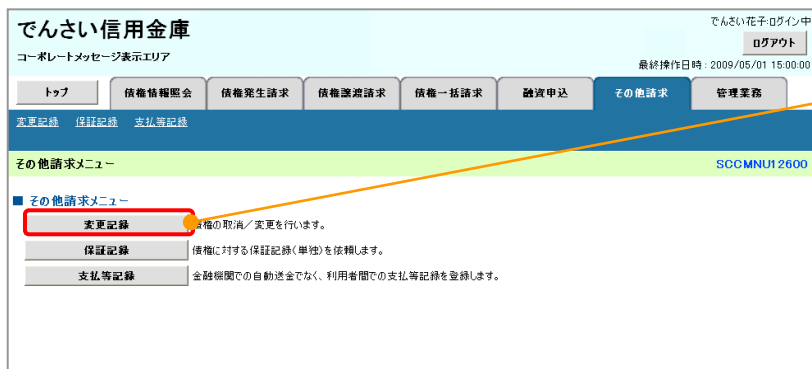 でんさい信用金庫
でんさい花子:ログイン中
ログアウト
コーポレートメッセージ表示エリア
最終操作日時:2009/05/01 15:00:00
トップ 債権情報照会 債権発生請求 債権譲渡請求 債権一括請求 融資申込 その他請求 管理業務
変更記録 保証記録 支払等記録
その他請求メニュー SCCMNU12600
■ その他請求メニュー
変更記録 債権の取消/変更を行います。
保証記録 債権に対する保証記録(単独)を依頼します。
支払等記録 金融機関での自動送金でなく、利用者間での支払等記録を登録します。